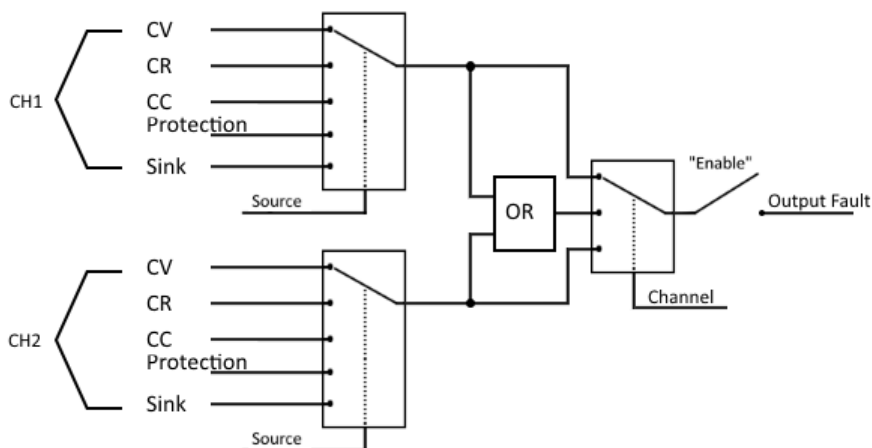 CV
CR
CH1
CC
Protection
Sink
Source
OR
"Enable"
Output Fault
Channel
CV
CR
CH2
CC
Protection
Sink
Source